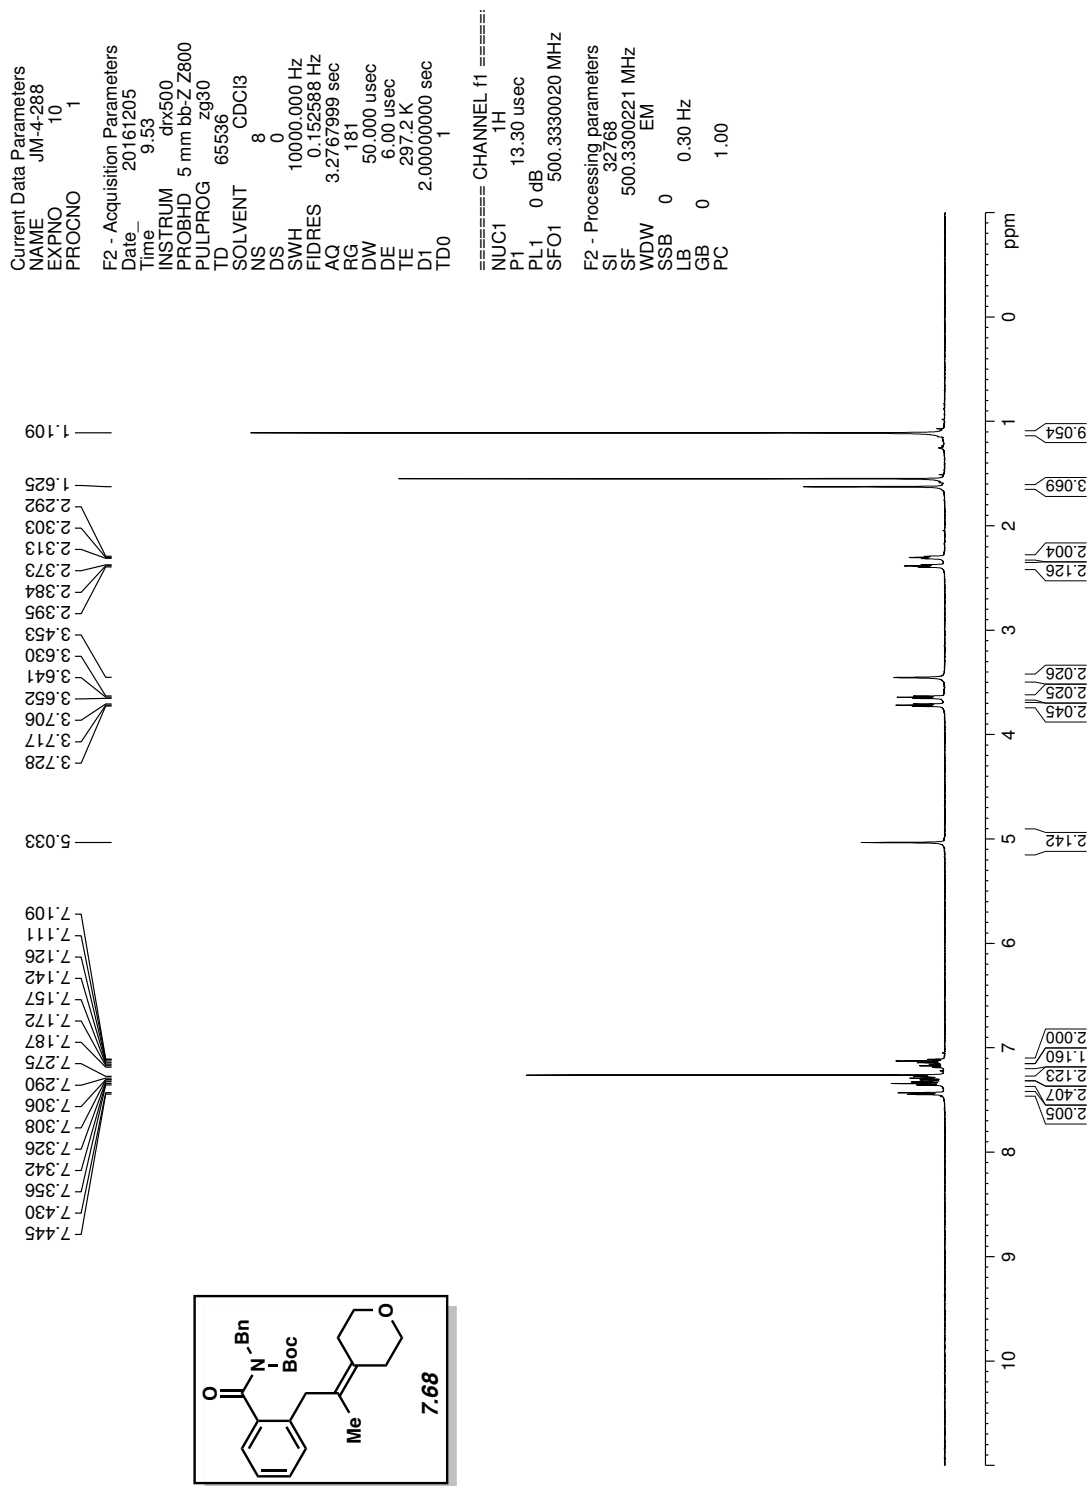 Current Data Parameters
NAME JM-4-288
EXPNO 10
PROCNO 1
F2 - Acquisition Parameters
Date_ 20161205
Time 9.53
INSTRUM drx500
PROBHD 5 mm bb-Z Z800
PULPROG zg30
TD 65536
SOLVENT CDCl3
NS 8
DS 0
SWH 10000.000 Hz
FIDRES 0.152588 Hz
AQ 3.2767999 sec
RG 181
DW 50.000 usec
DE 6.00 usec
TE 297.2 K
D1 2.00000000 sec
TD0 1
======== CHANNEL f1 ========
NUC1 1H
P1 13.30 usec
PL1 0 dB
SFO1 500.3330020 MHz
F2 - Processing parameters
SI 32768
SF 500.3300221 MHz
WDW EM
SSB 0
LB 0.30 Hz
GB 0
PC 1.00
7.445
7.430
7.356
7.342
7.326
7.308
7.306
7.290
7.275
7.187
7.172
7.157
7.142
7.126
7.111
7.109
5.033
3.728
3.717
3.706
3.652
3.641
3.630
3.453
2.395
2.384
2.373
2.313
2.303
2.292
1.625
1.109
O
N
Bn
Boc
Me
O
7.68
10 9 8 7 6 5 4 3 2 1 0 ppm
2.005
2.407
2.123
1.160
2.000
2.142
2.045
2.025
2.026
2.126
2.004
3.069
9.054